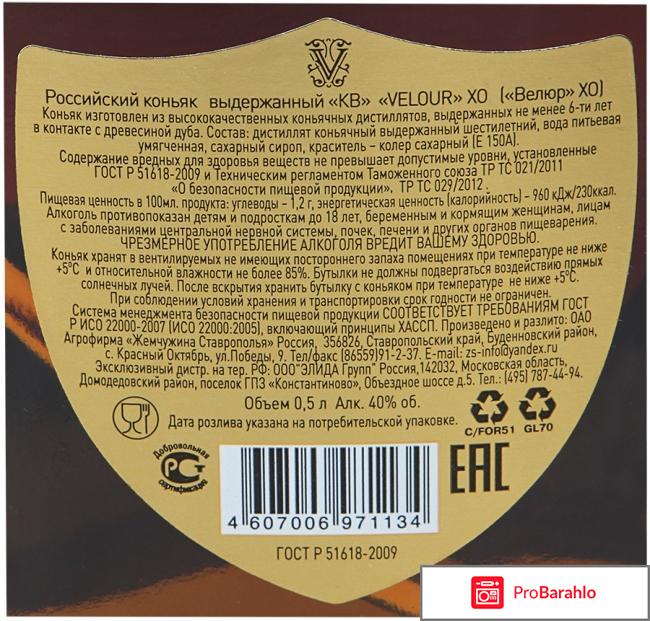 V
Российский коньяк выдержанный «КВ» «VELOUR» ХО («Велюр» ХО)
Коньяк изготовлен из высококачественных коньячных дистиллятов, выдержанных не менее 6-ти лет
в контакте с древесиной дуба. Состав: дистиллят коньячный выдержанный шестилетний, вода питьевая
умягченная, сахарный сироп, краситель – колер сахарный (Е 150А).
Содержание вредных для здоровья веществ не превышает допустимые уровни, установленные
ГОСТ Р 51618-2009 и Техническим регламентом Таможенного союза ТР ТС 021/2011
«О безопасности пищевой продукции», ТР ТС 029/2012 .
Пищевая ценность в 100мл. продукта: углеводы – 1,2 г, энергетическая ценность (калорийность) – 960 кДж/230ккал.
Алкоголь противопоказан детям и подросткам до 18 лет, беременным и кормящим женщинам, лицам
с заболеваниями центральной нервной системы, почек, печени и других органов пищеварения.
ЧРЕЗМЕРНОЕ УПОТРЕБЛЕНИЕ АЛКОГОЛЯ ВРЕДИТ ВАШЕМУ ЗДОРОВЬЮ.
Коньяк хранят в вентилируемых не имеющих постороннего запаха помещениях при температуре не ниже
+5°С и относительной влажности не более 85%. Бутылки не должны подвергаться воздействию прямых
солнечных лучей. После вскрытия хранить бутылку с коньяком при температуре не ниже +5°С.
При соблюдении условий хранения и транспортировки срок годности не ограничен.
Система менеджмента безопасности пищевой продукции СООТВЕТСТВУЕТ ТРЕБОВАНИЯМ ГОСТ
Р ИСО 22000-2007 (ИСО 22000:2005), включающий принципы ХАССП. Произведено и разлито: ОАО
Агрофирма «Жемчужина Ставрополья» Россия, 356826, Ставропольский край, Буденновский район,
с. Красный Октябрь, ул.Победы, 9. Тел/факс (86559)91-2-37. E-mail: zs-info@yandex.ru
Эксклюзивный дистр. на тер. РФ: ООО"ЭЛИДА Групп" Россия,142032, Московская область,
Домодедовский район, поселок ГПЗ «Константиново», Объездное шоссе д.5. Тел.: (495) 787-44-94.
Объем 0,5 л Алк. 40% об.
Дата розлива указана на потребительской упаковке.
C/FOR51 GL70
Добровольная
РСТ
сертификация
EAC
4 607006 971134
ГОСТ Р 51618-2009
ProBarahlo